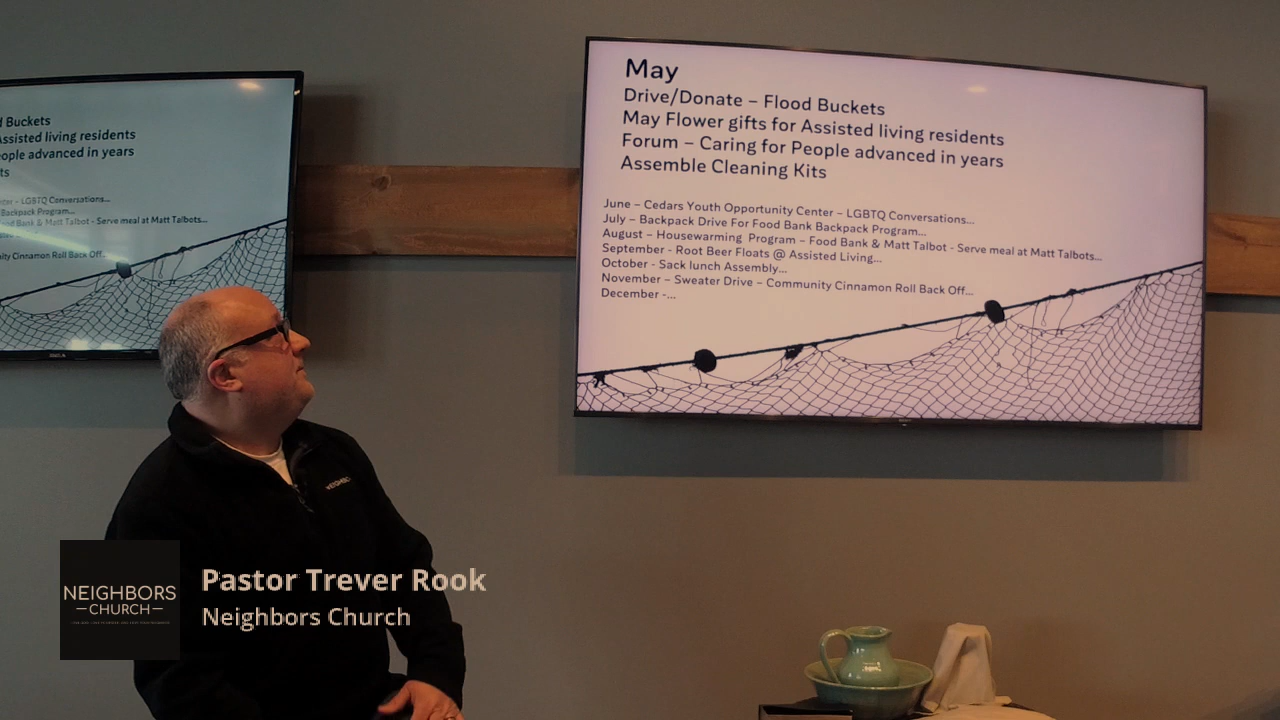 May
Drive/Donate – Flood Buckets
May Flower gifts for Assisted living residents
Forum – Caring for People advanced in years
Assemble Cleaning Kits
June – Cedars Youth Opportunity Center – LGBTQ Conversations...
July – Backpack Drive For Food Bank Backpack Program...
August – Housewarming Program – Food Bank & Matt Talbot - Serve meal at Matt Talbots...
September - Root Beer Floats @ Assisted Living...
October - Sack lunch Assembly...
November – Sweater Drive – Community Cinnamon Roll Back Off...
December -...
Buckets
Assisted living residents
advanced in years
LGBTQ Conversations...
Backpack Program...
Bank & Matt Talbot - Serve meal at Matt Talbots...
Cinnamon Roll Back Off...
NEIGHBORS
CHURCH
Pastor Trever Rook
Neighbors Church